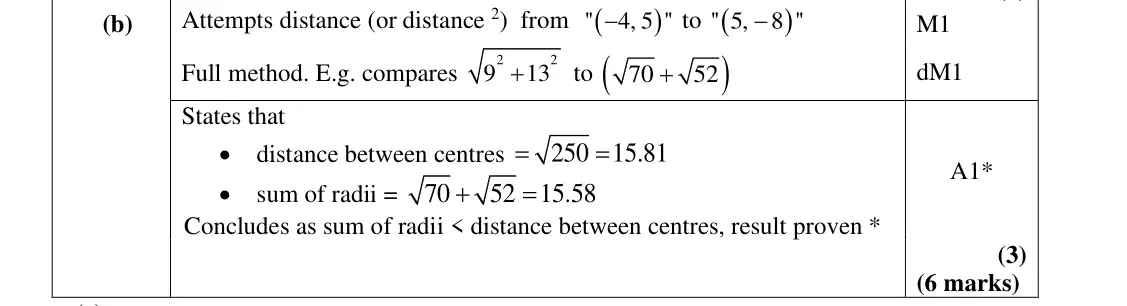 (b) Attempts distance (or distance ²) from "(−4, 5)" to "(5, −8)" M1
Full method. E.g. compares √(9² + 13²) to (√70 + √52) dM1
States that
• distance between centres = √250 = 15.81
• sum of radii = √70 + √52 = 15.58
A1*
Concludes as sum of radii < distance between centres, result proven *
(3)
(6 marks)